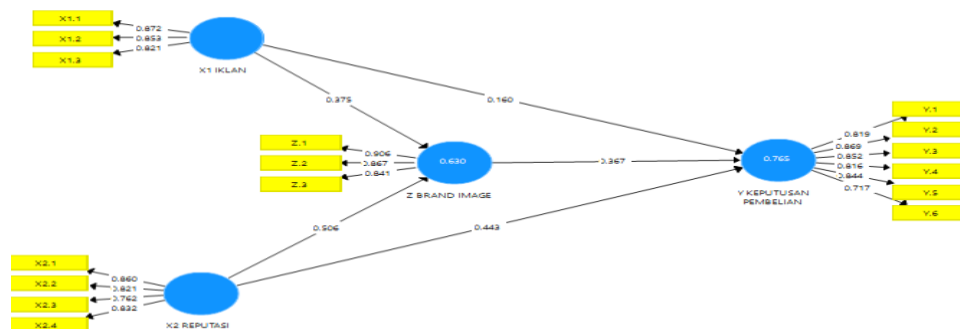 X1.1
0.872
X1.2
0.853
X1.3
0.821
X1 IKLAN
0.375
0.160
Z.1
0.906
Z.2
0.867
Z.3
0.841
0.630
Z BRAND IMAGE
0.367
0.765
Y KEPUTUSAN
PEMBELIAN
Y.1
0.819
Y.2
0.869
Y.3
0.852
Y.4
0.816
Y.5
0.844
Y.6
0.717
0.506
0.443
X2.1
0.860
X2.2
0.821
X2.3
0.762
X2.4
0.832
X2 REPUTASI